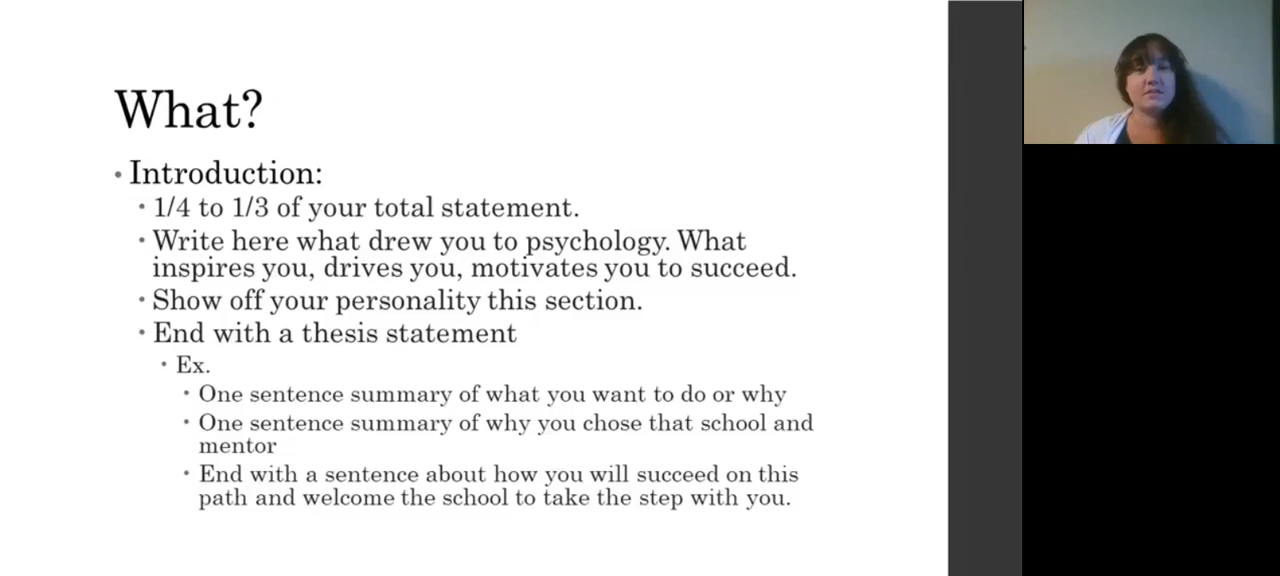 What?
• Introduction:
• 1/4 to 1/3 of your total statement.
• Write here what drew you to psychology. What
inspires you, drives you, motivates you to succeed.
• Show off your personality this section.
• End with a thesis statement
• Ex.
• One sentence summary of what you want to do or why
• One sentence summary of why you chose that school and
mentor
• End with a sentence about how you will succeed on this
path and welcome the school to take the step with you.